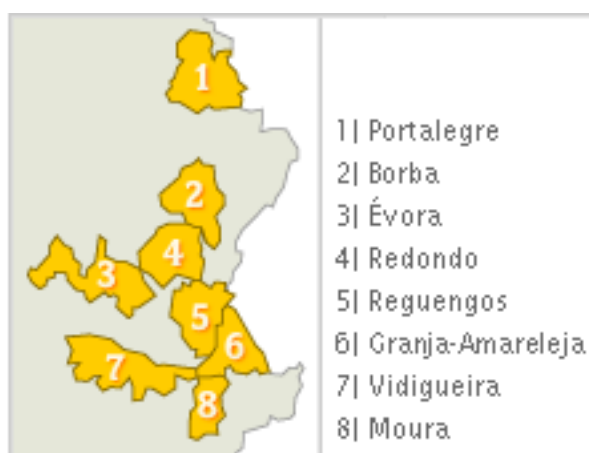 1
2
3
4
5
6
7
8
1| Portalegre
2| Borba
3| Évora
4| Redondo
5| Reguengos
6| Granja-Amareleja
7| Vidigueira
8| Moura